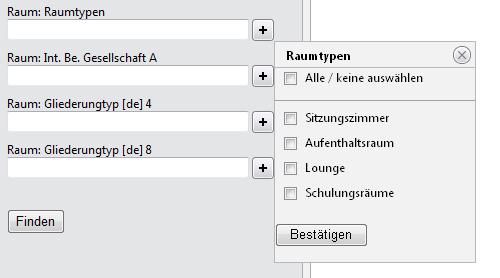 Raum: Raumtypen
Raum: Int. Be. Gesellschaft A
Raum: Gliederungtyp [de] 4
Raum: Gliederungtyp [de] 8
Finden
Raumtypen
Alle / keine auswählen
Sitzungszimmer
Aufenthaltsraum
Lounge
Schulungsräume
Bestätigen